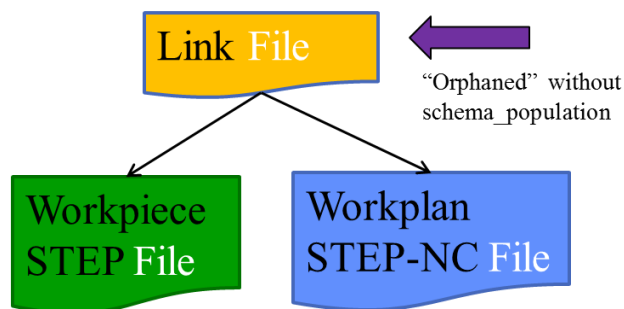 Link File
“Orphaned” without
schema_population
Workpiece
STEP File
Workplan
STEP-NC File